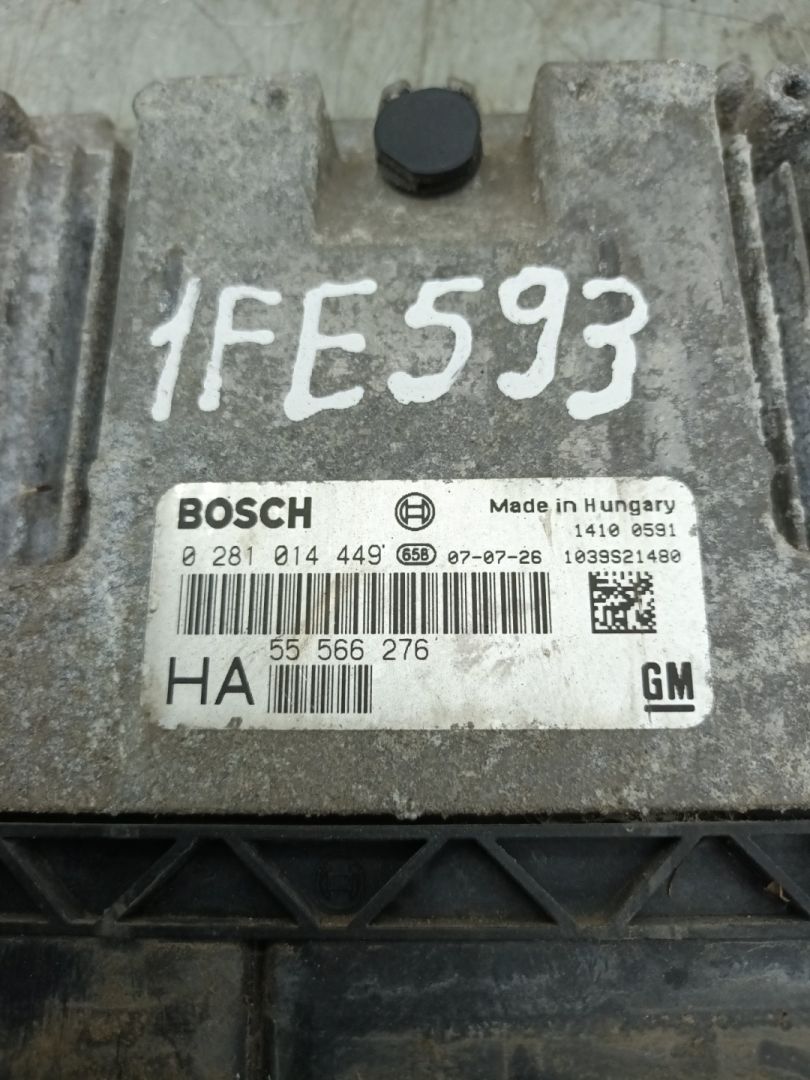 1FE593
BOSCH Made in Hungary
1410 0591
0 281 014 449 65B 07-07-26 1039S21480
55 566 276
HA
GM